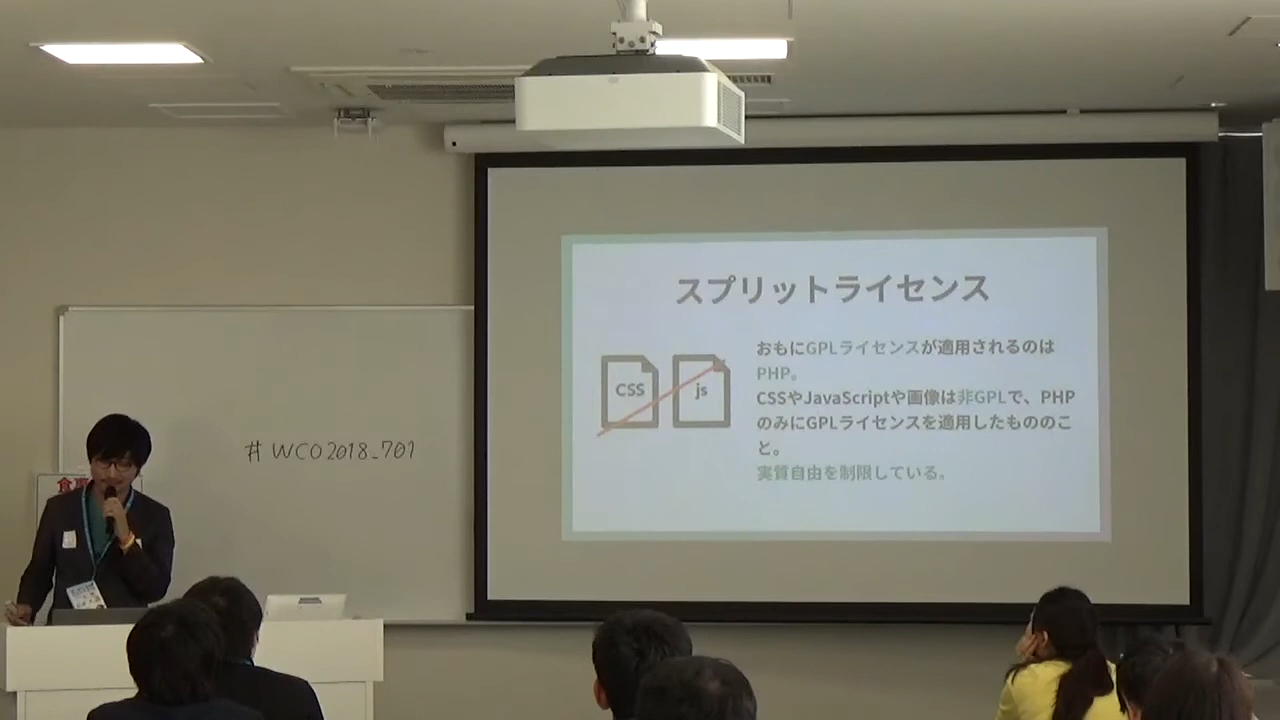 スプリットライセンス
CSS
js
おもにGPLライセンスが適用されるのは
PHP。
CSSやJavaScriptや画像は非GPLで、PHP
のみにGPLライセンスを適用したもののこ
と。
実質自由を制限している。
# WCO2018_701